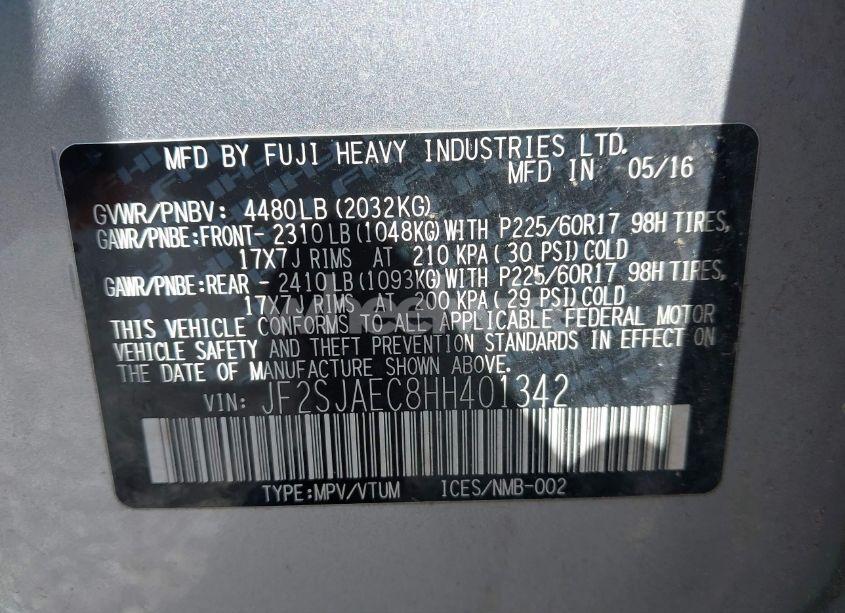 MFD BY FUJI HEAVY INDUSTRIES LTD.
MFD IN 05/16
GVWR/PNBV: 4480LB (2032KG)
GAWR/PNBE:FRONT- 2310LB (1048KG) WITH P225/60R17 98H TIRES,
17X7J RIMS AT 210 KPA (30 PSI) COLD
GAWR/PNBE:REAR - 2410LB (1093KG) WITH P225/60R17 98H TIRES,
17X7J RIMS AT 200 KPA (29 PSI) COLD
THIS VEHICLE CONFORMS TO ALL APPLICABLE FEDERAL MOTOR
VEHICLE SAFETY AND THEFT PREVENTION STANDARDS IN EFFECT ON
THE DATE OF MANUFACTURE SHOWN ABOVE.
VIN: JF2SJAEC8HH401342
TYPE:MPV/VTUM ICES/NMB-002